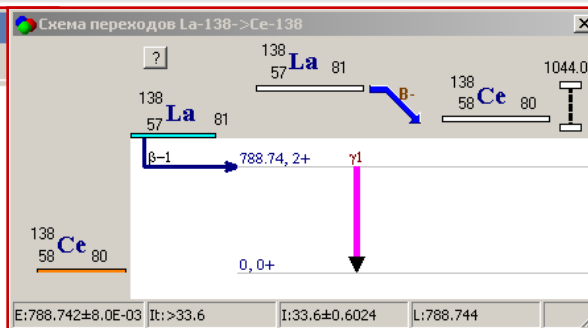 Схема переходов La-138->Ce-138
?
138
57 La 81
B-
138
58 Ce 80
1044.0
138
57 La 81
β-1
788.74, 2+
γ1
138
58 Ce 80
0, 0+
E:788.742±8.0E-03 It:>33.6 I:33.6±0.6024 L:788.744